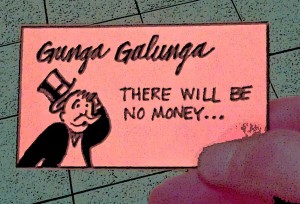 Gunga Galunga
THERE WILL BE
NO MONEY...